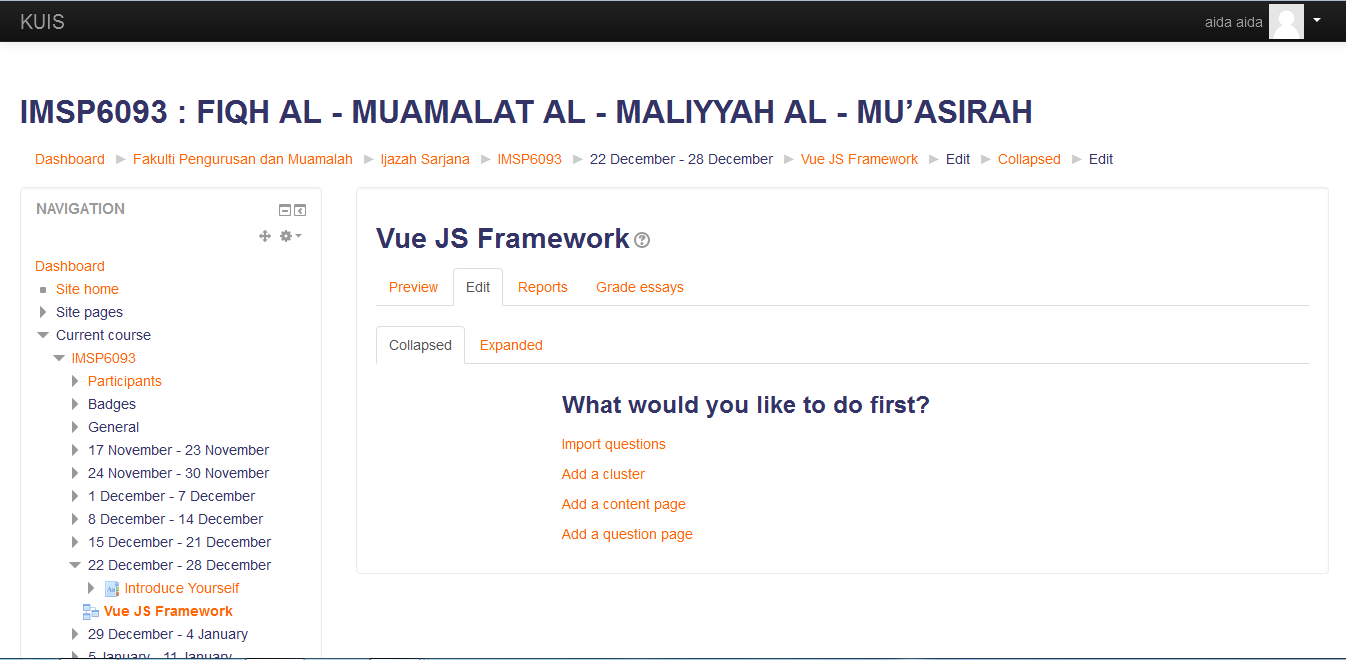 KUIS
aida aida
IMSP6093 : FIQH AL - MUAMALAT AL - MALIYYAH AL - MU’ASIRAH
Dashboard ▶ Fakulti Pengurusan dan Muamalah ▶ Ijazah Sarjana ▶ IMSP6093 ▶ 22 December - 28 December ▶ Vue JS Framework ▶ Edit ▶ Collapsed ▶ Edit
NAVIGATION
Dashboard
Site home
Site pages
Current course
IMSP6093
Participants
Badges
General
17 November - 23 November
24 November - 30 November
1 December - 7 December
8 December - 14 December
15 December - 21 December
22 December - 28 December
Introduce Yourself
Vue JS Framework
29 December - 4 January
5 January - 11 January
Vue JS Framework
Preview Edit Reports Grade essays
Collapsed Expanded
What would you like to do first?
Import questions
Add a cluster
Add a content page
Add a question page